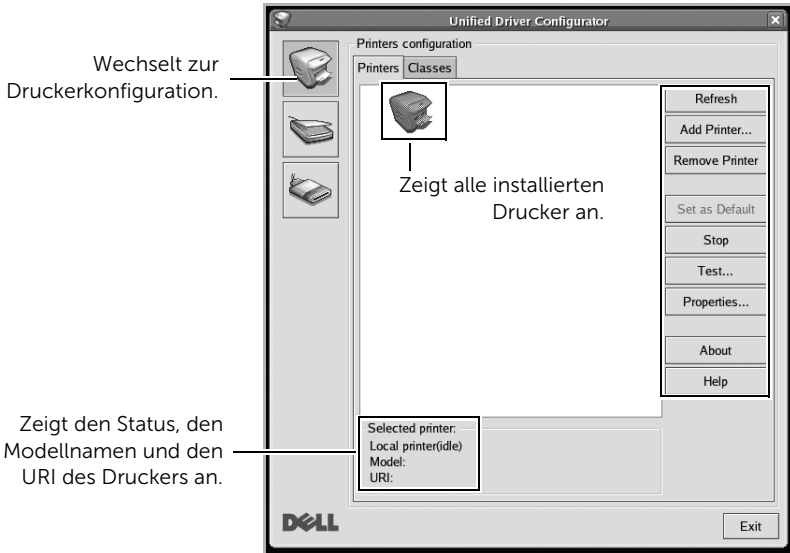 Unified Driver Configurator
Wechselt zur
Druckerkonfiguration.
Printers configuration
Printers Classes
Zeigt alle installierten
Drucker an.
Refresh
Add Printer...
Remove Printer
Set as Default
Stop
Test...
Properties...
About
Help
Zeigt den Status, den
Modellnamen und den
URI des Druckers an.
Selected printer:
Local printer(idle)
Model:
URI:
DELL
Exit